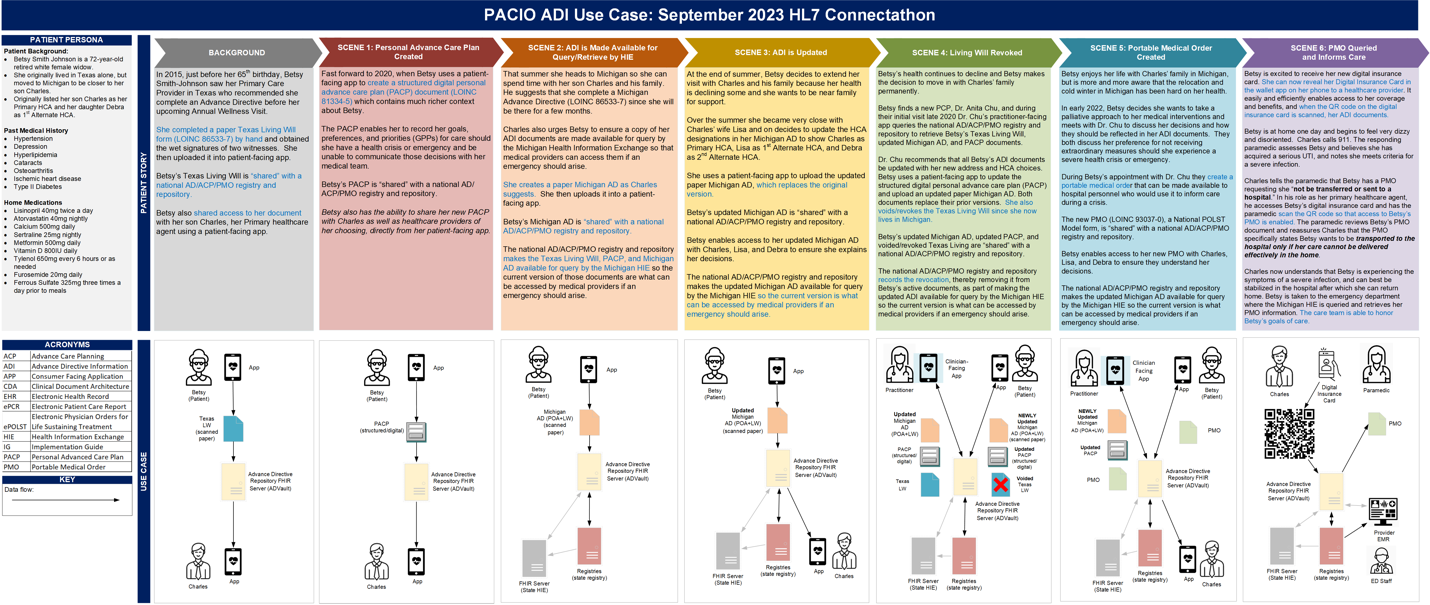 PACIO ADI Use Case: September 2023 HL7 Connectathon
PATIENT PERSONA
Patient Background:
• Betsy Smith Johnson is a 72-year-old
retired white female widow.
• She originally lived in Texas alone, but
moved to Michigan to be closer to her
son Charles.
• Originally listed her son Charles as her
Primary HCA and her daughter Debra
as 1st Alternate HCA.
Past Medical History
• Hypertension
• Depression
• Hyperlipidemia
• Cataracts
• Osteoarthritis
• Ischemic heart disease
• Type II Diabetes
Home Medications
• Lisinopril 40mg twice a day
• Atorvastatin 40mg nightly
• Calcium 500mg daily
• Sertraline 25mg nightly
• Metformin 500mg daily
• Vitamin D 800IU daily
• Tylenol 650mg every 6 hours or as
needed
• Furosemide 20mg daily
• Ferrous Sulfate 325mg three times a
day prior to meals
ACRONYMS
ACP Advance Care Planning
ADI Advance Directive Information
APP Consumer Facing Application
CDA Clinical Document Architecture
EHR Electronic Health Record
ePCR Electronic Patient Care Report
Electronic Physician Orders for
ePOLST Life Sustaining Treatment
HIE Health Information Exchange
IG Implementation Guide
PACP Personal Advanced Care Plan
PMO Portable Medical Order
KEY
Data flow:
PATIENT STORY
BACKGROUND
In 2015, just before her 65th birthday, Betsy
Smith-Johnson saw her Primary Care
Provider in Texas who recommended she
complete an Advance Directive before her
upcoming Annual Wellness Visit.
She completed a paper Texas Living Will
form (LOINC 86533-7) by hand and obtained
the wet signatures of two witnesses. She
then uploaded it into patient-facing app.
Betsy's Texas Living Will is "shared" with a
national AD/ACP/PMO registry and
repository.
Betsy also shared access to her document
with her son Charles, her Primary healthcare
agent using a patient-facing app.
SCENE 1: Personal Advance Care Plan
Created
Fast forward to 2020, when Betsy uses a patient-
facing app to create a structured digital personal
advance care plan (PACP) document (LOINC
81334-5) which contains much richer context
about Betsy.
The PACP enables her to record her goals,
preferences, and priorities (GPPs) for care should
she have a health crisis or emergency and be
unable to communicate those decisions with her
medical team.
Betsy's PACP is "shared" with a national AD/
ACP/PMO registry and repository.
Betsy also has the ability to share her new PACP
with Charles as well as healthcare providers of
her choosing, directly from her patient-facing app.
SCENE 2: ADI is Made Available for
Query/Retrieve by HIE
That summer she heads to Michigan so she can
spend time with her son Charles and his family.
He suggests that she complete a Michigan
Advance Directive (LOINC 86533-7) since she will
be there for a few months.
Charles also urges Betsy to ensure a copy of her
ADI documents are made available for query by
the Michigan Health Information Exchange so that
medical providers can access them if an
emergency should arise.
She creates a paper Michigan AD as Charles
suggests. She then uploads it into a patient-
facing app.
Betsy's Michigan AD is "shared" with a national
AD/ACP/PMO registry and repository.
The national AD/ACP/PMO registry and repository
makes the Texas Living Will, PACP, and Michigan
AD available for query by the Michigan HIE so the
current version of those documents are what can
be accessed by medical providers if an
emergency should arise.
SCENE 3: ADI is Updated
At the end of summer, Betsy decides to extend her
visit with Charles and his family because her health
is declining and she wants to be near family
for support.
Over the summer she became very close with
Charles' wife Lisa and on decides to update the HCA
designations in her Michigan AD to show Charles as
Primary HCA, Lisa as 1st Alternate HCA, and Debra
as 2nd Alternate HCA.
She uses a patient-facing app to upload the updated
paper Michigan AD, which replaces the original
version.
Betsy's updated Michigan AD is "shared" with a
national AD/ACP/PMO registry and repository.
Betsy enables access to her updated Michigan AD
with Charles, Lisa, and Debra to ensure she explains
her decisions.
The national AD/ACP/PMO registry and repository
makes the updated Michigan AD available for query
by the Michigan HIE so the current version is what
can be accessed by medical providers if an
emergency should arise.
SCENE 4: Living Will Revoked
Betsy's health continues to decline and Betsy makes
the decision to move in with Charles' family
permanently.
Betsy finds a new PCP, Dr. Anita Chu, and during
their initial visit late 2020 Dr. Chu's practitioner-facing
app queries the national AD/ACP/PMO registry and
repository to retrieve Betsy's Texas Living Will,
updated Michigan AD, and PACP documents.
Dr. Chu recommends that all Betsy's ADI documents
be updated with her new address and HCA choices.
Betsy uses a patient-facing app to update the
structured digital personal advance care plan (PACP)
and upload an updated paper Michigan AD. Both
documents replace their prior versions. She also
voids/revokes the Texas Living Will since she now
lives in Michigan.
Betsy's updated Michigan AD, updated PACP, and
voided/revoked Texas Living are "shared" with a
national AD/ACP/PMO registry and repository.
The national AD/ACP/PMO registry and repository
records the revocation, thereby removing it from
Betsy's active documents, as part of making the
updated ADI available for query by the Michigan HIE
so the current version is what can be accessed by
medical providers if an emergency should arise.
SCENE 5: Portable Medical Order
Created
Betsy enjoys her life with Charles' family in Michigan,
but is more and more aware that the relocation and
cold winter in Michigan has been hard on her health.
In early 2022, Betsy decides she wants to take a
palliative approach to her medical interventions and
meets with Dr. Chu to discuss her decisions and how
they should be reflected in her ADI documents. They
both discuss her preference for not receiving
extraordinary measures should she experience a
severe health crisis or emergency.
During Betsy's appointment with Dr. Chu they create a
portable medical order that can be made available to
hospital personnel who would use it to inform care
during a crisis.
The new PMO (LOINC 93037-0), a National POLST
Model form, is "shared" with a national AD/ACP/PMO
registry and repository.
Betsy enables access to her new PMO with Charles,
Lisa, and Debra to ensure they understand her
decisions.
The national AD/ACP/PMO registry and repository
makes the updated Michigan AD available for query
by the Michigan HIE so the current version is what
can be accessed by medical providers if an
emergency should arise.
SCENE 6: PMO Queried
and Informs Care
Betsy is excited to receive her new digital insurance
card. She can now reveal her Digital Insurance Card in
the wallet app on her phone to a healthcare provider. It
easily and efficiently enables access to her coverage
and benefits, and when the QR code on the digital
insurance card is scanned, her ADI documents.
Betsy is at home one day and begins to feel very dizzy
and disoriented. Charles calls 911. The responding
paramedic assesses Betsy and believes she has
acquired a serious UTI, and notes she meets criteria for
a severe infection.
Charles tells the paramedic that Betsy has a PMO
requesting she "not be transferred or sent to a
hospital." In his role as her primary healthcare agent,
he accesses Betsy's digital insurance card and has the
paramedic scan the QR code so that access to Betsy's
PMO is enabled. The paramedic reviews Betsy's PMO
document and reassures Charles that the PMO
specifically states Betsy wants to be transported to the
hospital only if her care cannot be delivered
effectively in the home.
Charles now understands that Betsy is experiencing the
symptoms of a severe infection, and can best be
stabilized in the hospital after which she can return
home. Betsy is taken to the emergency department
where the Michigan HIE is queried and retrieves her
PMO information. The care team is able to honor
Betsy's goals of care.
USE CASE
Betsy
(Patient)
App
Texas
LW
(scanned
paper)
Advance Directive
Repository FHIR
Server (ADVault)
Charles
App
Betsy
(Patient)
App
PACP
(structured/digital)
Advance Directive
Repository FHIR
Server (ADVault)
Charles
App
Betsy
(Patient)
App
Michigan
AD (POA+LW)
(scanned
paper)
Advance Directive
Repository FHIR
Server (ADVault)
FHIR Server
(State HIE)
Registries
(state registry)
Betsy
(Patient)
App
Updated
Michigan
AD (POA+LW)
(scanned paper)
Advance Directive
Repository FHIR
Server (ADVault)
FHIR Server
(State HIE)
Registries
(state registry)
App
Charles
Practitioner
Clinician-
Facing
App
App
Betsy
(Patient)
Updated
Michigan
AD (POA+LW)
PACP
(structured/
digital)
Texas
LW
NEWLY
Updated
Michigan
AD (POA+LW)
(scanned
paper)
Updated
PACP
(structured/
digital)
Voided
Texas
LW
Advance Directive
Repository FHIR
Server (ADVault)
FHIR Server
(State HIE)
Registries
(state registry)
Practitioner
Clinician
Facing
App
App
Betsy
(Patient)
NEWLY
Updated
Michigan
AD (POA+LW)
Updated
PACP
PMO
PMO
Advance Directive
Repository FHIR
Server (ADVault)
FHIR Server
(State HIE)
Registries
(state registry)
App
Charles
Charles
Digital
Insurance
Card
Paramedic
PMO
Advance Directive
Repository FHIR
Server (ADVault)
FHIR Server
(State HIE)
Registries
(state registry)
Provider
EMR
ED Staff